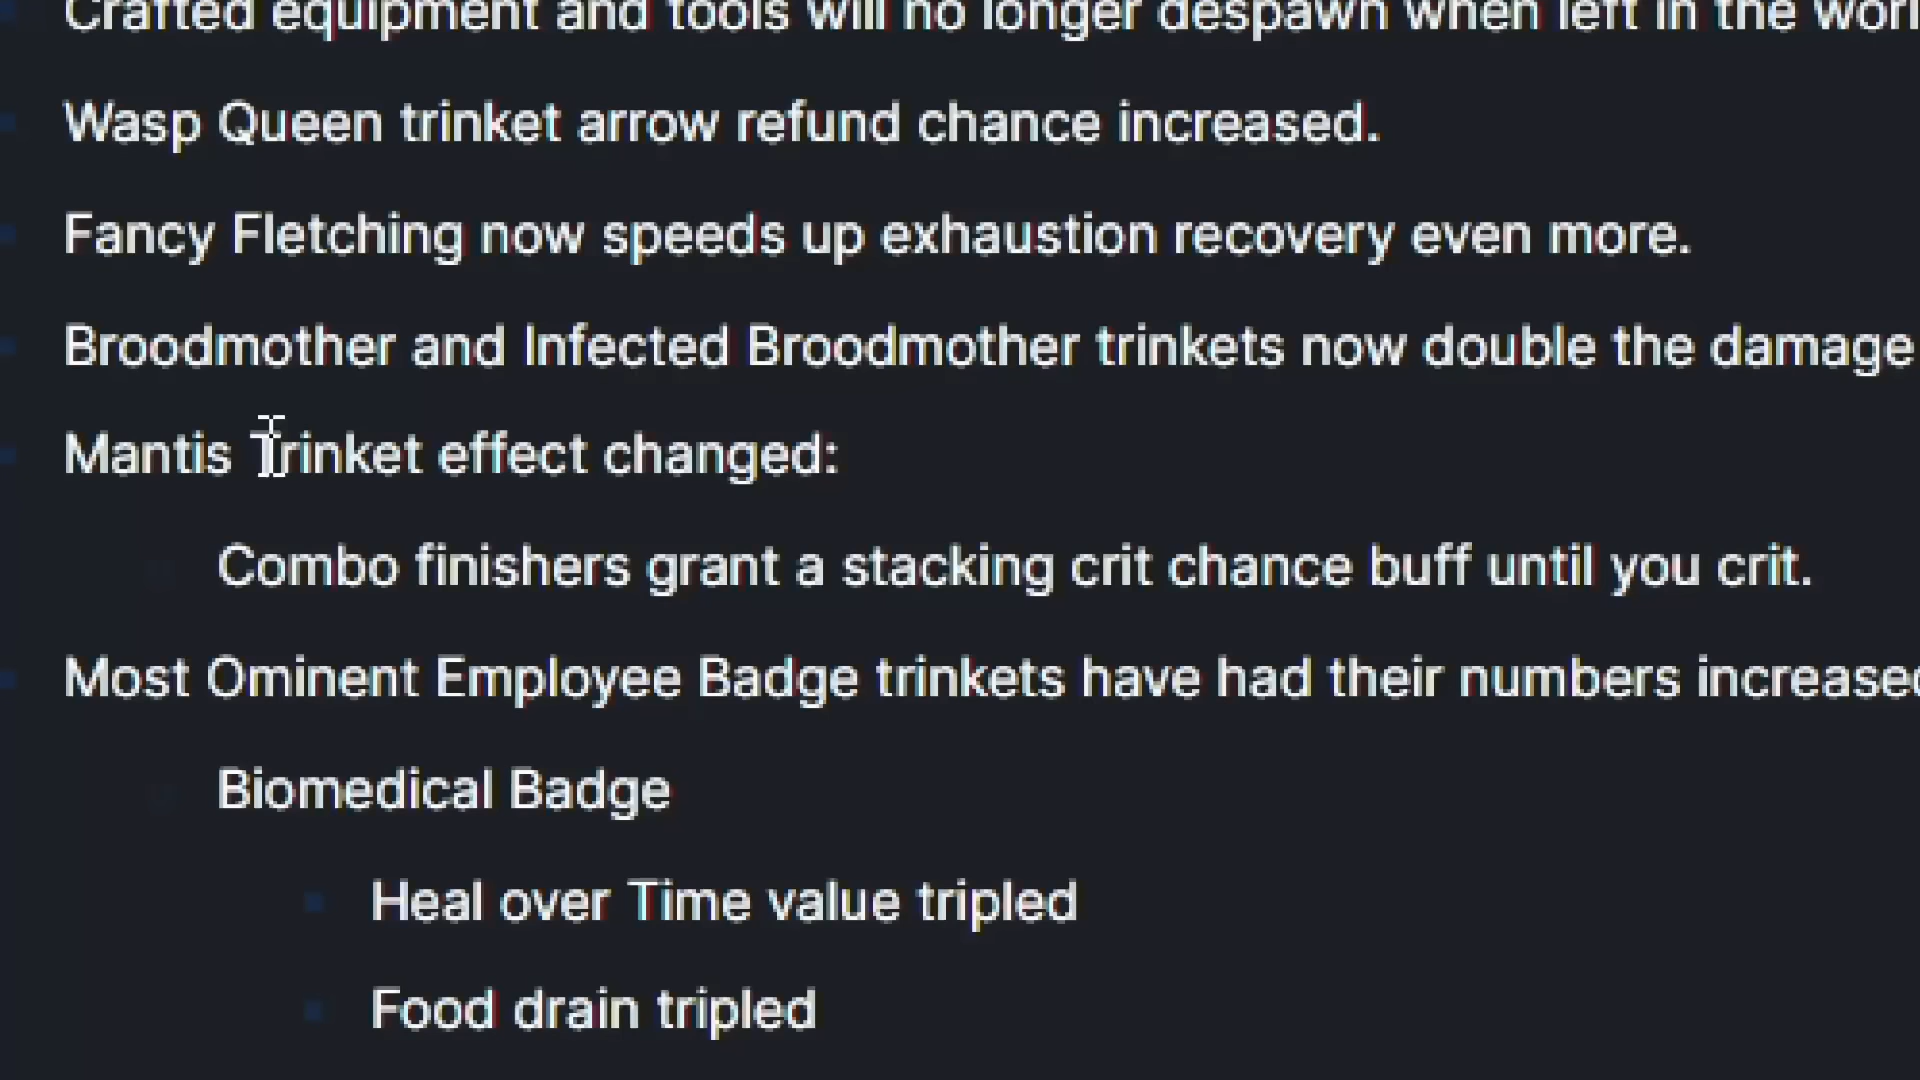 Crafted equipment and tools will no longer despawn when left in the
Wasp Queen trinket arrow refund chance increased.
Fancy Fletching now speeds up exhaustion recovery even more.
Broodmother and Infected Broodmother trinkets now double the damage
Mantis Trinket effect changed:
Combo finishers grant a stacking crit chance buff until you crit.
Most Ominent Employee Badge trinkets have had their numbers increased
Biomedical Badge
Heal over Time value tripled
Food drain tripled